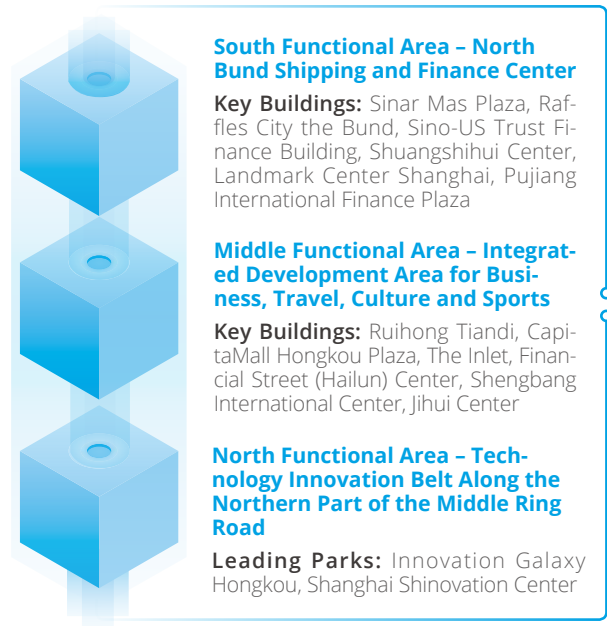 South Functional Area – North
Bund Shipping and Finance Center
Key Buildings: Sinar Mas Plaza, Raf-
fles City the Bund, Sino-US Trust Fi-
nance Building, Shuangshihui Center,
Landmark Center Shanghai, Pujiang
International Finance Plaza
Middle Functional Area – Integrat-
ed Development Area for Busi-
ness, Travel, Culture and Sports
Key Buildings: Ruihong Tiandi, Capi-
taMall Hongkou Plaza, The Inlet, Finan-
cial Street (Hailun) Center, Shengbang
International Center, Jihui Center
North Functional Area – Tech-
nology Innovation Belt Along the
Northern Part of the Middle Ring
Road
Leading Parks: Innovation Galaxy
Hongkou, Shanghai Shinovation Center